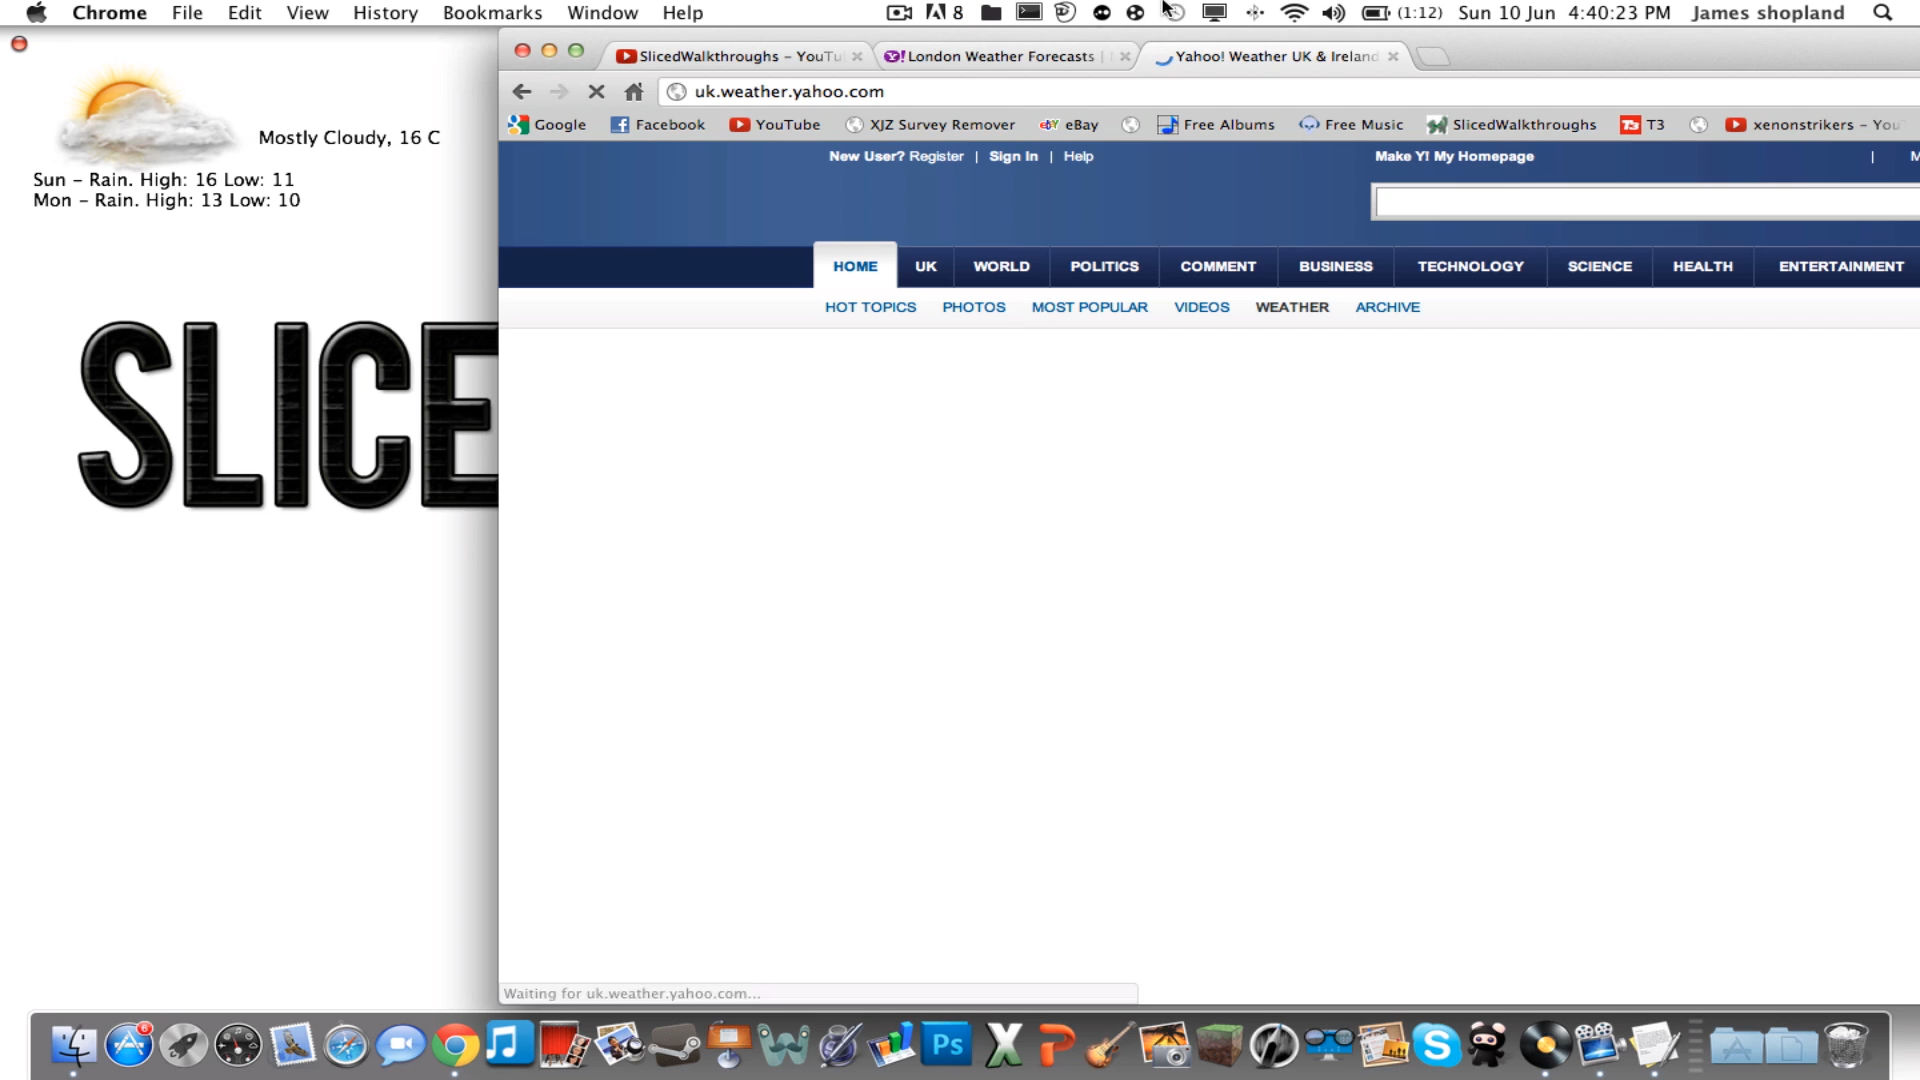 Chrome File Edit View History Bookmarks Window Help 8 (1:12) Sun 10 Jun 4:40:23 PM James shopland
SlicedWalkthroughs – YouTu London Weather Forecasts | Yahoo! Weather UK & Ireland
uk.weather.yahoo.com
Google Facebook YouTube XJZ Survey Remover eBay Free Albums Free Music SlicedWalkthroughs T3 xenonstrikers – You
Mostly Cloudy, 16 C
Sun – Rain. High: 16 Low: 11
Mon – Rain. High: 13 Low: 10
SLICE
New User? Register | Sign In | Help Make Y! My Homepage | M
HOME UK WORLD POLITICS COMMENT BUSINESS TECHNOLOGY SCIENCE HEALTH ENTERTAINMENT
HOT TOPICS PHOTOS MOST POPULAR VIDEOS WEATHER ARCHIVE
Waiting for uk.weather.yahoo.com...
6
Ps